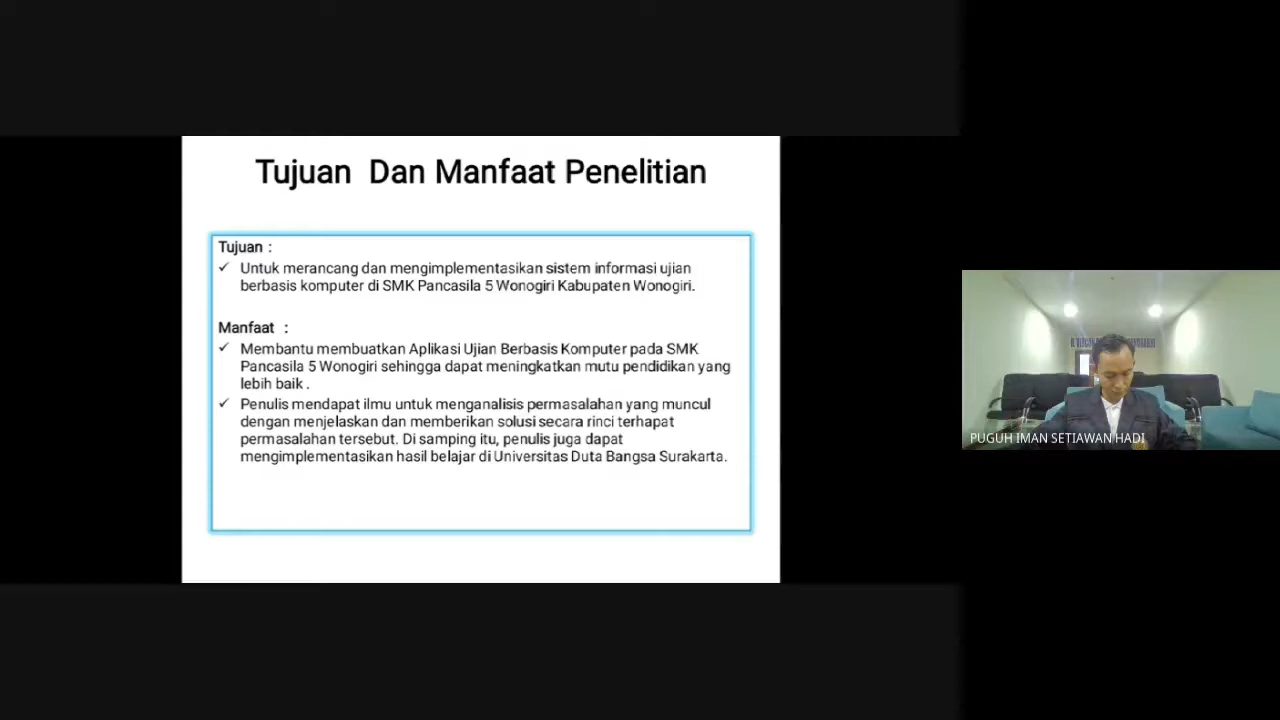 Tujuan Dan Manfaat Penelitian
Tujuan :
✓ Untuk merancang dan mengimplementasikan sistem informasi ujian
berbasis komputer di SMK Pancasila 5 Wonogiri Kabupaten Wonogiri.
Manfaat :
✓ Membantu membuatkan Aplikasi Ujian Berbasis Komputer pada SMK
Pancasila 5 Wonogiri sehingga dapat meningkatkan mutu pendidikan yang
lebih baik .
✓ Penulis mendapat ilmu untuk menganalisis permasalahan yang muncul
dengan menjelaskan dan memberikan solusi secara rinci terhapat
permasalahan tersebut. Di samping itu, penulis juga dapat
mengimplementasikan hasil belajar di Universitas Duta Bangsa Surakarta.
PUGUH IMAN SETIAWAN HADI